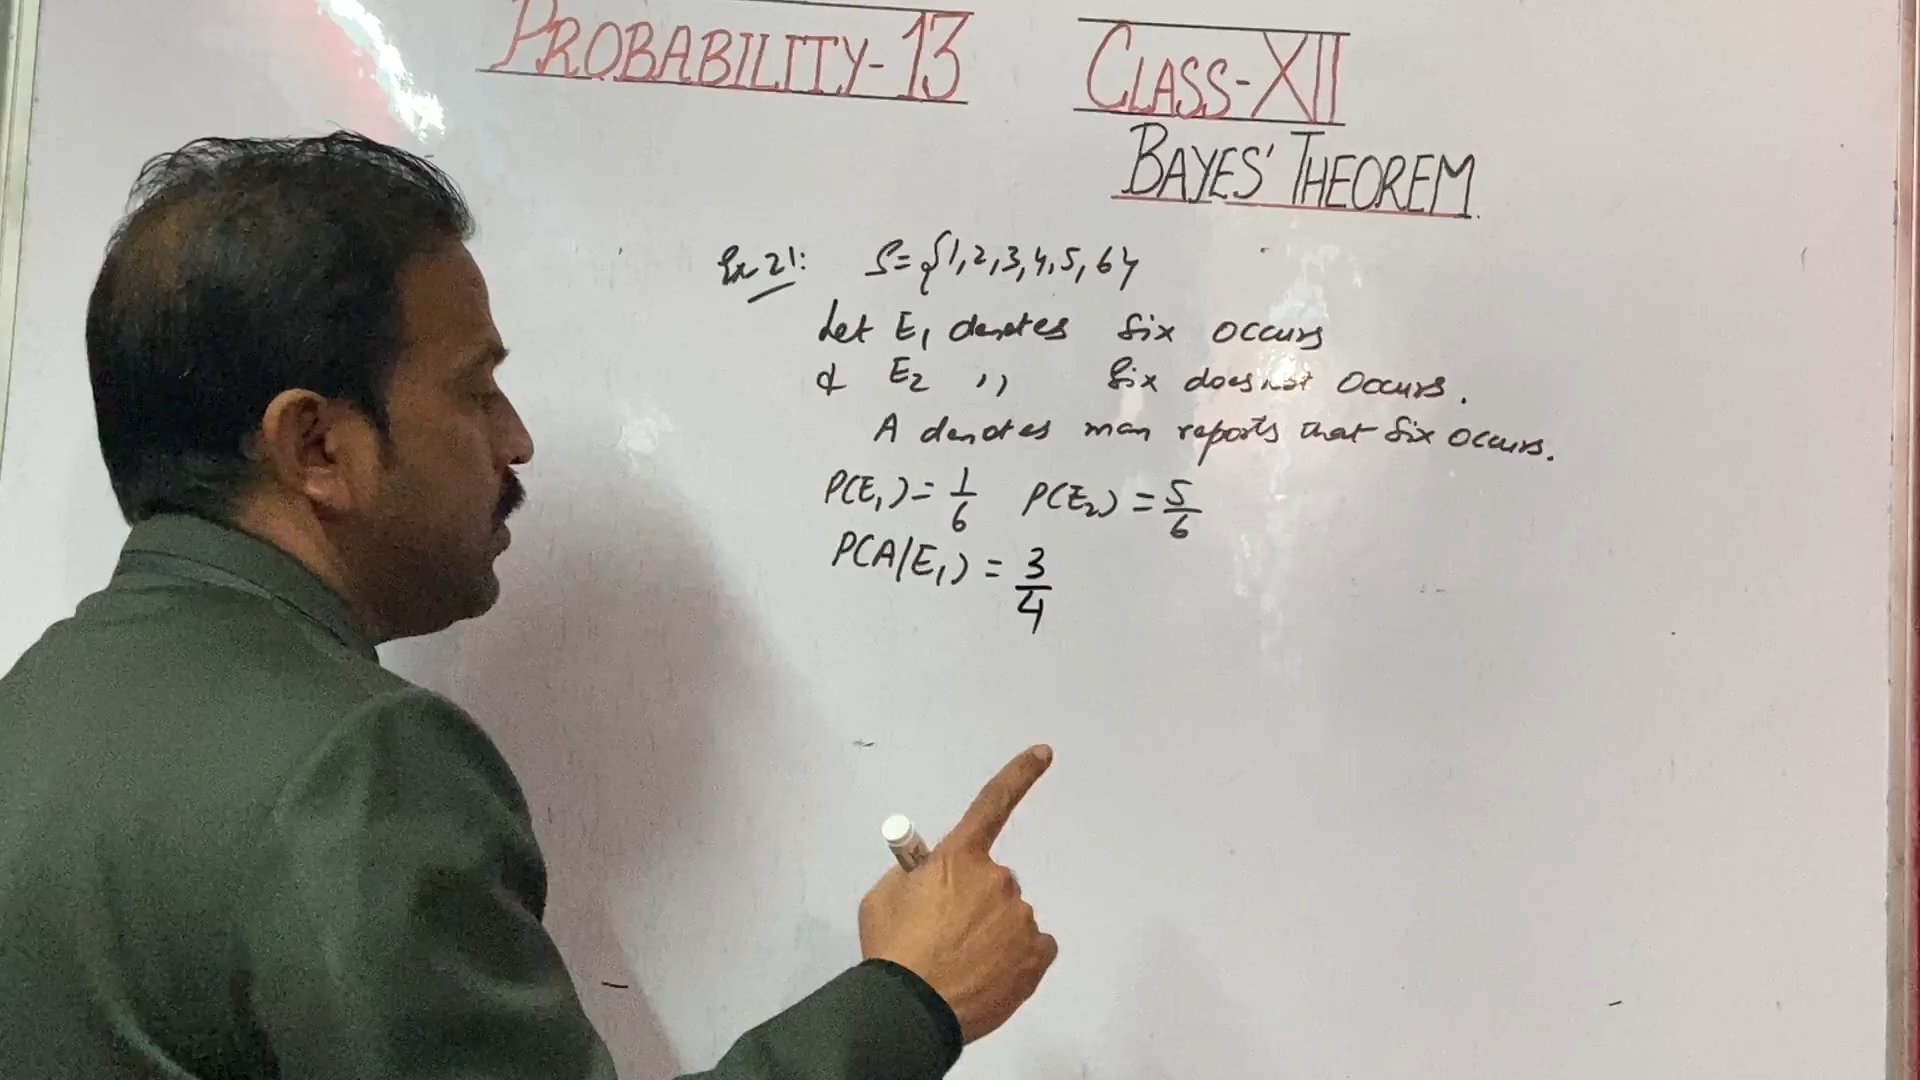 PROBABILITY-13 CLASS-XII
BAYES' THEOREM
Ex 21: S={1,2,3,4,5,6}
Let E₁ denotes Six occurs
& E₂ ,, Six does not occurs.
A denotes man reports that Six occurs.
P(E₁)=1/6 P(E₂)=5/6
P(A/E₁)=3/4